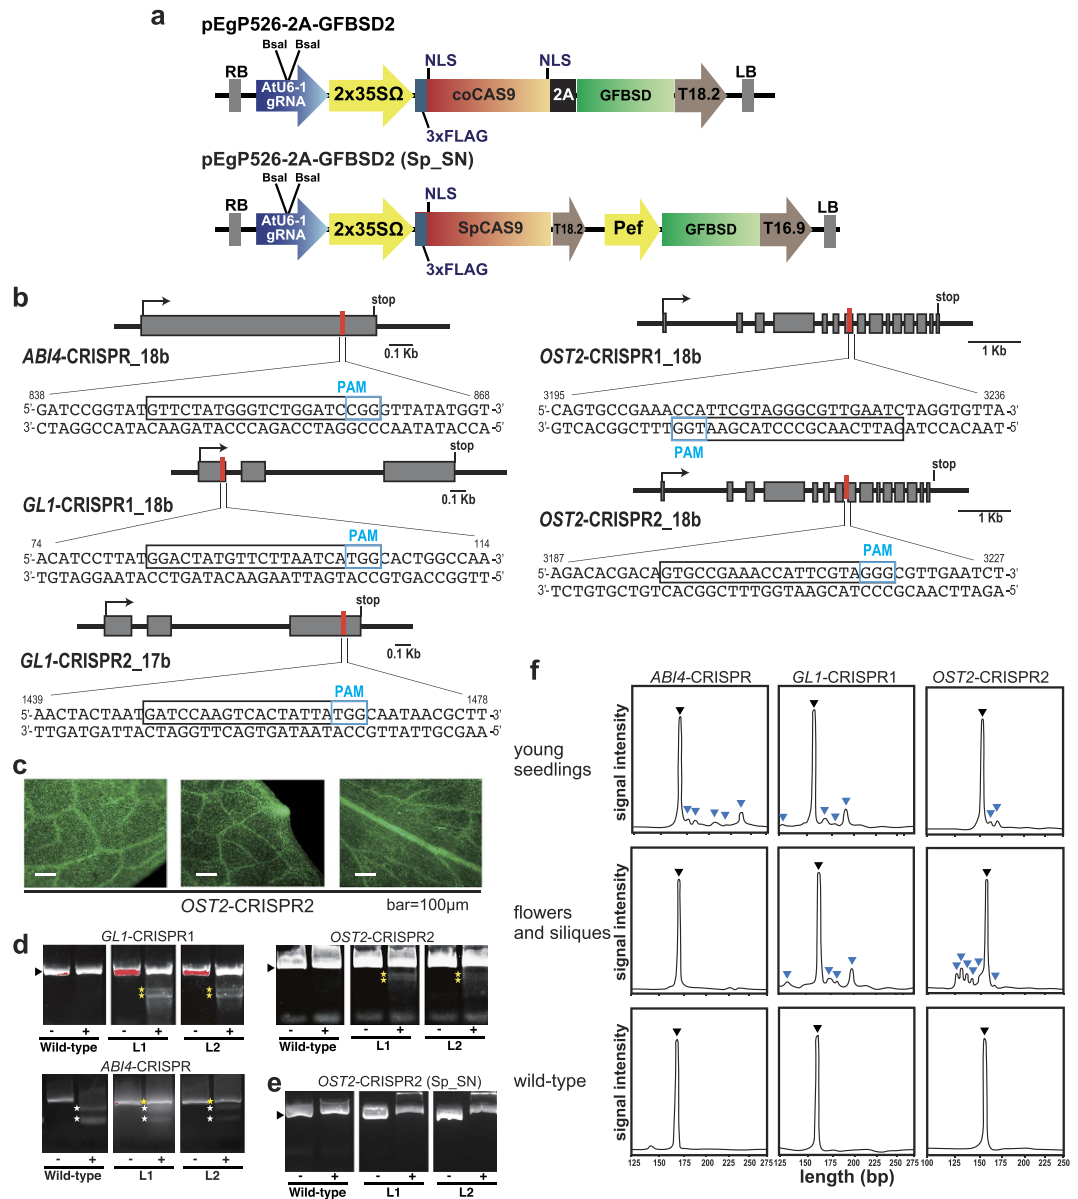 a
pEgP526-2A-GFBSD2
BsaI BsaI
NLS NLS
RB LB
AtU6-1 gRNA 2x35SΩ coCAS9 2A GFBSD T18.2
3xFLAG
pEgP526-2A-GFBSD2 (Sp_SN)
BsaI BsaI
NLS
RB LB
AtU6-1 gRNA 2x35SΩ SpCAS9 T18.2 Pef GFBSD T16.9
3xFLAG
b
stop
0.1 Kb
ABI4-CRISPR_18b
PAM
838 868
5'-GATCCGGTATGTTCTATGGGTCTGGATCCGGGTTATATGGT-3'
3'-CTAGGCCATACAAGATACCCAGACCTAGGCCCAATATACCA-5'
stop
0.1 Kb
GL1-CRISPR1_18b
PAM
74 114
5'-ACATCCTTATGGACTATGTTCTTAATCATGGCACTGGCCAA-3'
3'-TGTAGGAATACCTGATACAAGAATTAGTACCGTGACCGGTT-5'
stop
0.1 Kb
GL1-CRISPR2_17b
PAM
1439 1478
5'-AACTACTAATGATCCAAGTCACTATTATGGCAATAACGCTT-3'
3'-TTGATGATTACTAGGTTCAGTGATAATACCGTTATTGCGAA-5'
stop
1 Kb
OST2-CRISPR1_18b
3195 3236
5'-CAGTGCCGAAACCATTCGTAGGGCGTTGAATCTAGGTGTTA-3'
3'-GTCACGGCTTTGGTAAGCATCCCGCAACTTAGATCCACAAT-5'
PAM
stop
1 Kb
OST2-CRISPR2_18b
PAM
3187 3227
5'-AGACACGACAGTGCCGAAACCATTCGTAGGGCGTTGAATCT-3'
3'-TCTGTGCTGTCACGGCTTTGGTAAGCATCCCGCAACTTAGA-5'
c
OST2-CRISPR2 bar=100µm
d
GL1-CRISPR1
- + - + - +
Wild-type L1 L2
OST2-CRISPR2
- + - + - +
Wild-type L1 L2
ABI4-CRISPR
- + - + - +
Wild-type L1 L2
e
OST2-CRISPR2 (Sp_SN)
- + - + - +
Wild-type L1 L2
f
ABI4-CRISPR GL1-CRISPR1 OST2-CRISPR2
young seedlings
signal intensity
flowers and siliques
signal intensity
wild-type
signal intensity
125 150 175 200 225 250 275
125 150 175 200 225 250 275
100 125 150 175 200 225 250
length (bp)